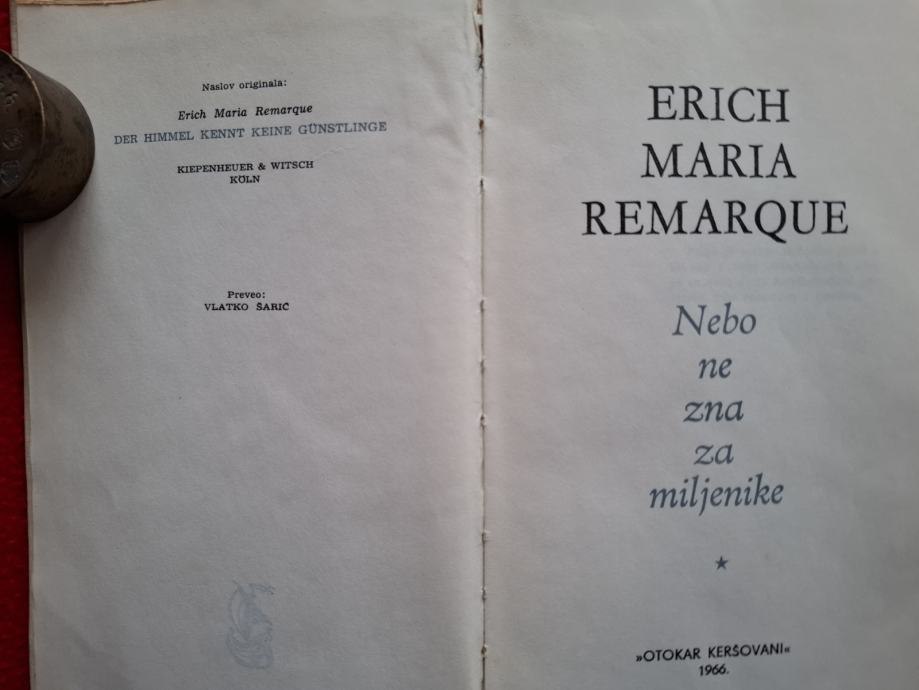 Naslov originala:
Erich Maria Remarque
DER HIMMEL KENNT KEINE GÜNSTLINGE
KIEPENHEUER & WITSCH
KÖLN
Preveo:
VLATKO ŠARIĆ
ERICH
MARIA
REMARQUE
Nebo
ne
zna
za
miljenike
»OTOKAR KERŠOVANI«
1966.